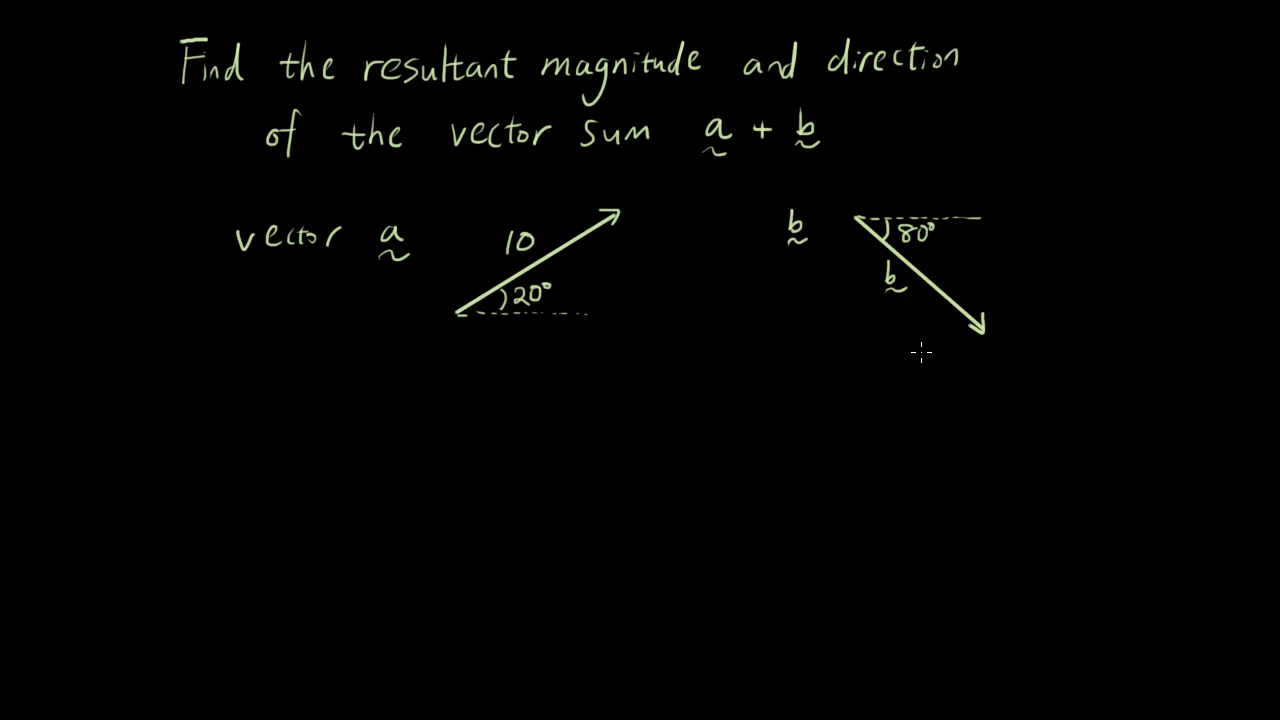 Find the resultant magnitude and direction
of the vector sum a + b
vector a 10 20°
b 80° b